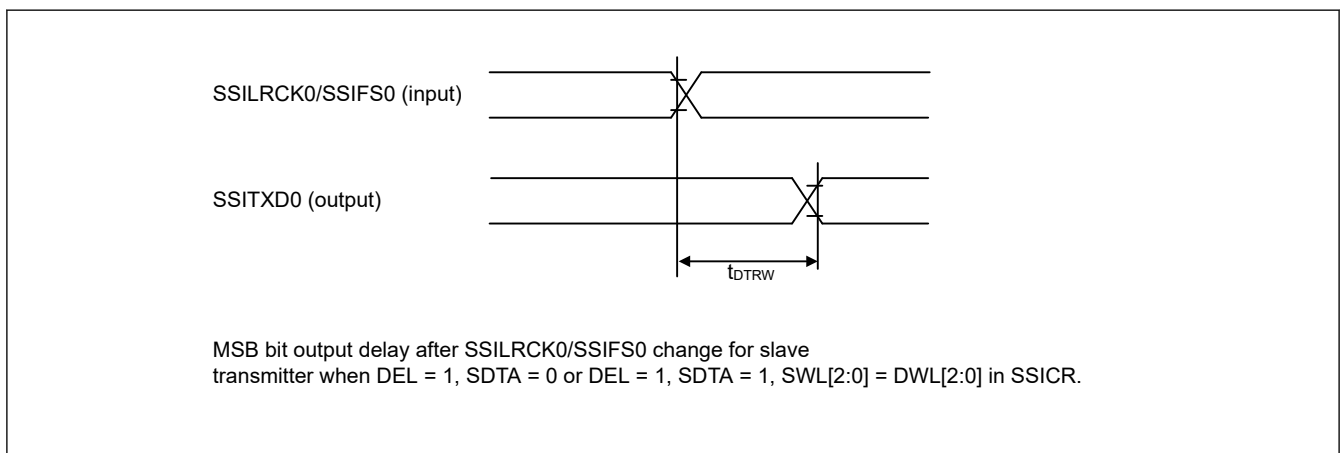 SSILRCK0/SSIFS0 (input)
SSITXD0 (output)
tDTRW
MSB bit output delay after SSILRCK0/SSIFS0 change for slave
transmitter when DEL = 1, SDTA = 0 or DEL = 1, SDTA = 1, SWL[2:0] = DWL[2:0] in SSICR.